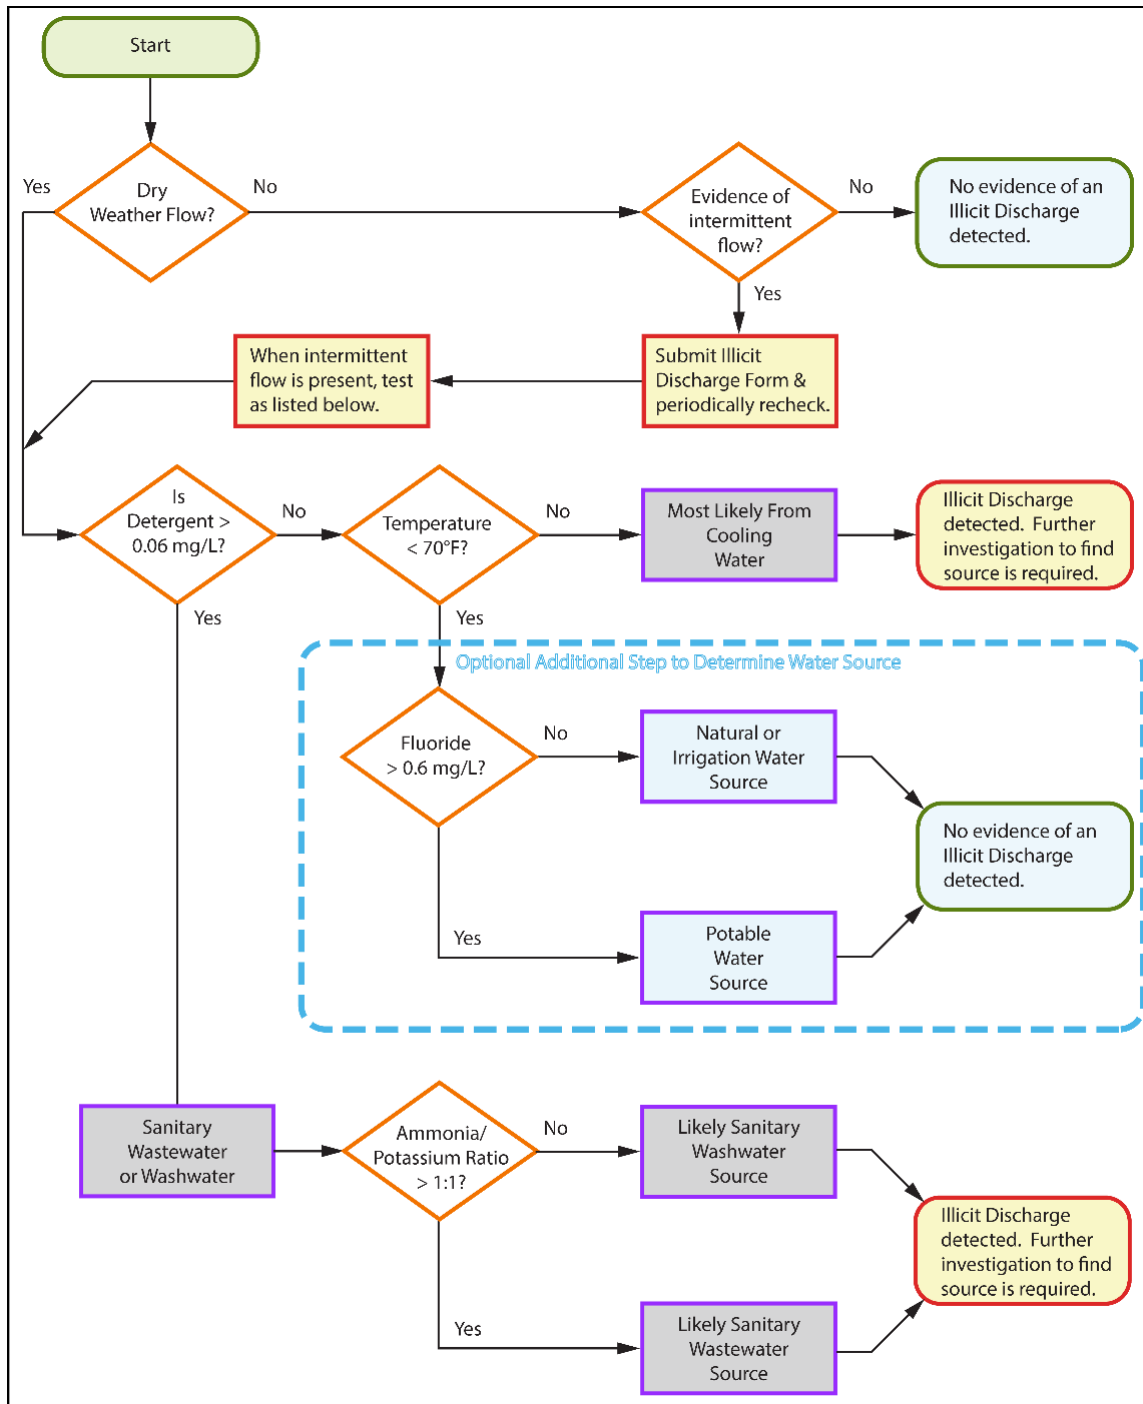 Start
Yes
Dry
Weather Flow?
No
Evidence of
intermittent
flow?
No
No evidence of an
Illicit Discharge
detected.
Yes
When intermittent
flow is present, test
as listed below.
Submit Illicit
Discharge Form &
periodically recheck.
Is
Detergent >
0.06 mg/L?
No
Temperature
< 70°F?
No
Most Likely From
Cooling
Water
Illicit Discharge
detected. Further
investigation to find
source is required.
Yes
Yes
Optional Additional Step to Determine Water Source
Fluoride
> 0.6 mg/L?
No
Natural or
Irrigation Water
Source
No evidence of an
Illicit Discharge
detected.
Yes
Potable
Water
Source
Sanitary
Wastewater
or Washwater
Ammonia/
Potassium Ratio
> 1:1?
No
Likely Sanitary
Washwater
Source
Illicit Discharge
detected. Further
investigation to find
source is required.
Yes
Likely Sanitary
Wastewater
Source